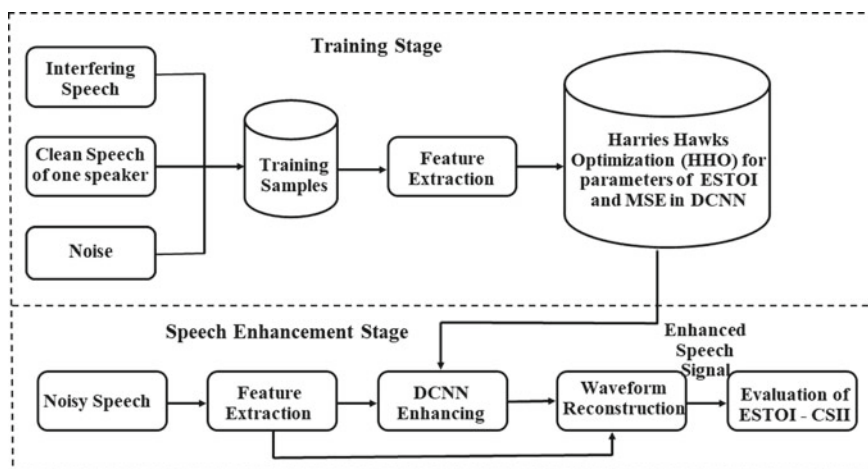 Training Stage
Interfering
Speech
Clean Speech
of one speaker
Noise
Training
Samples
Feature
Extraction
Harries Hawks
Optimization (HHO) for
parameters of ESTOI
and MSE in DCNN
Speech Enhancement Stage
Noisy Speech
Feature
Extraction
DCNN
Enhancing
Waveform
Reconstruction
Enhanced
Speech
Signal
Evaluation of
ESTOI - CSII